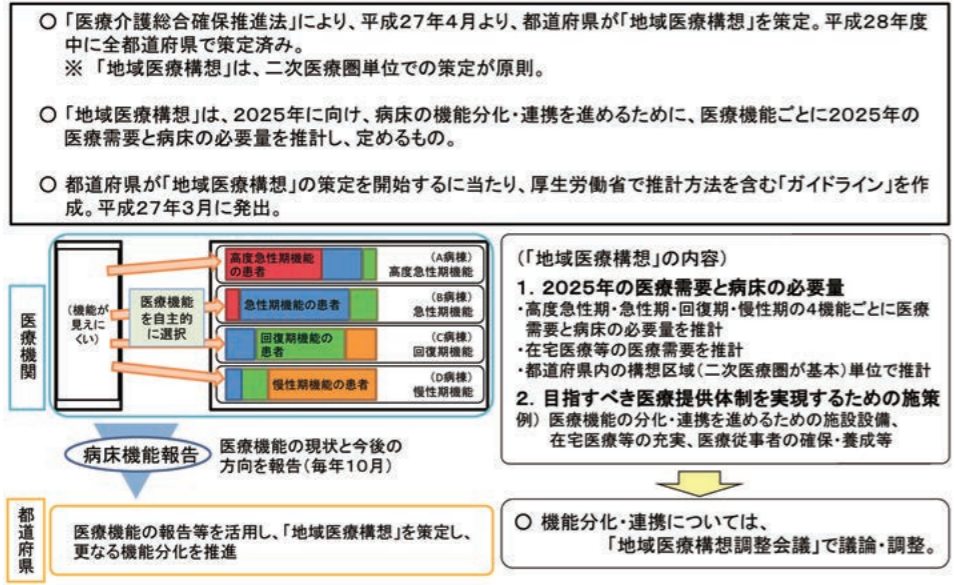 ○ 「医療介護総合確保推進法」により、平成27年4月より、都道府県が「地域医療構想」を策定。平成28年度
中に全都道府県で策定済み。
※ 「地域医療構想」は、二次医療圏単位での策定が原則。
○ 「地域医療構想」は、2025年に向け、病床の機能分化・連携を進めるために、医療機能ごとに2025年の
医療需要と病床の必要量を推計し、定めるもの。
○ 都道府県が「地域医療構想」の策定を開始するに当たり、厚生労働省で推計方法を含む「ガイドライン」を作
成。平成27年3月に発出。
医療機関
(機能が
見えに
くい)
医療機能
を自主的
に選択
高度急性期機能
の患者
(A病棟)
高度急性期機能
急性期機能の患者
(B病棟)
急性期機能
回復期機能の
患者
(C病棟)
回復期機能
慢性期機能の患者
(D病棟)
慢性期機能
病床機能報告
医療機能の現状と今後の
方向を報告(毎年10月)
都道府県
医療機能の報告等を活用し、「地域医療構想」を策定し、
更なる機能分化を推進
(「地域医療構想」の内容)
1．2025年の医療需要と病床の必要量
・高度急性期・急性期・回復期・慢性期の4機能ごとに医療
需要と病床の必要量を推計
・在宅医療等の医療需要を推計
・都道府県内の構想区域(二次医療圏が基本)単位で推計
2．目指すべき医療提供体制を実現するための施策
例) 医療機能の分化・連携を進めるための施設設備、
在宅医療等の充実、医療従事者の確保・養成等
○ 機能分化・連携については、
「地域医療構想調整会議」で議論・調整。